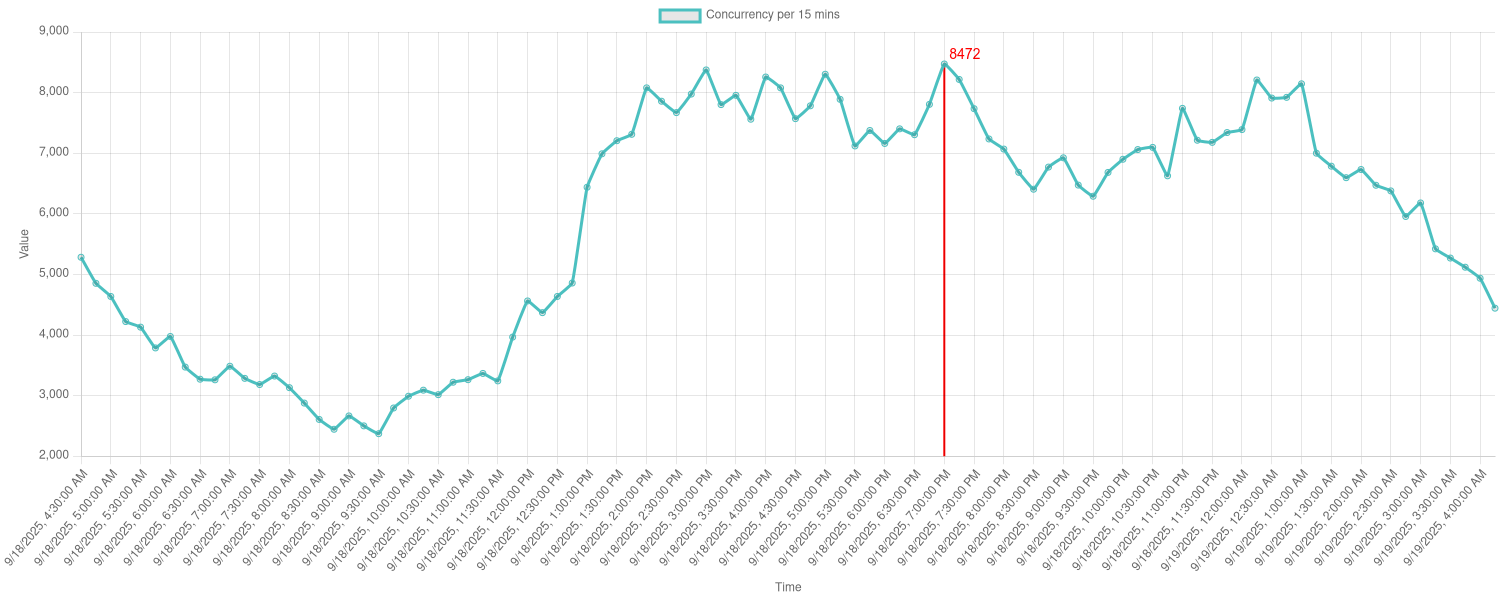 Concurrency per 15 mins
9,000
8,000
7,000
6,000
5,000
4,000
3,000
2,000
Value
8472
9/18/2025, 4:30:00 AM
9/18/2025, 5:00:00 AM
9/18/2025, 5:30:00 AM
9/18/2025, 6:00:00 AM
9/18/2025, 6:30:00 AM
9/18/2025, 7:00:00 AM
9/18/2025, 7:30:00 AM
9/18/2025, 8:00:00 AM
9/18/2025, 8:30:00 AM
9/18/2025, 9:00:00 AM
9/18/2025, 9:30:00 AM
9/18/2025, 10:00:00 AM
9/18/2025, 10:30:00 AM
9/18/2025, 11:00:00 AM
9/18/2025, 11:30:00 AM
9/18/2025, 12:00:00 PM
9/18/2025, 12:30:00 PM
9/18/2025, 1:00:00 PM
9/18/2025, 1:30:00 PM
9/18/2025, 2:00:00 PM
9/18/2025, 2:30:00 PM
9/18/2025, 3:00:00 PM
9/18/2025, 3:30:00 PM
9/18/2025, 4:00:00 PM
9/18/2025, 4:30:00 PM
9/18/2025, 5:00:00 PM
9/18/2025, 5:30:00 PM
9/18/2025, 6:00:00 PM
9/18/2025, 6:30:00 PM
9/18/2025, 7:00:00 PM
9/18/2025, 7:30:00 PM
9/18/2025, 8:00:00 PM
9/18/2025, 8:30:00 PM
9/18/2025, 9:00:00 PM
9/18/2025, 9:30:00 PM
9/18/2025, 10:00:00 PM
9/18/2025, 10:30:00 PM
9/18/2025, 11:00:00 PM
9/18/2025, 11:30:00 PM
9/19/2025, 12:00:00 AM
9/19/2025, 12:30:00 AM
9/19/2025, 1:00:00 AM
9/19/2025, 1:30:00 AM
9/19/2025, 2:00:00 AM
9/19/2025, 2:30:00 AM
9/19/2025, 3:00:00 AM
9/19/2025, 3:30:00 AM
9/19/2025, 4:00:00 AM
Time